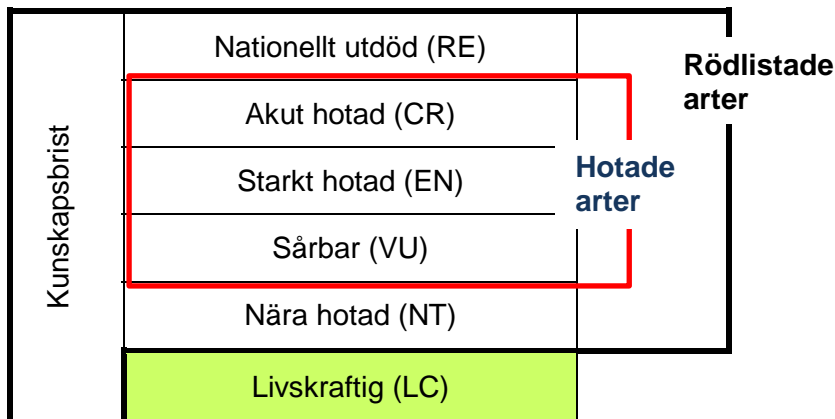 Kunskapsbrist
Nationellt utdöd (RE)
Akut hotad (CR)
Starkt hotad (EN)
Sårbar (VU)
Nära hotad (NT)
Livskraftig (LC)
Hotade
arter
Rödlistade
arter